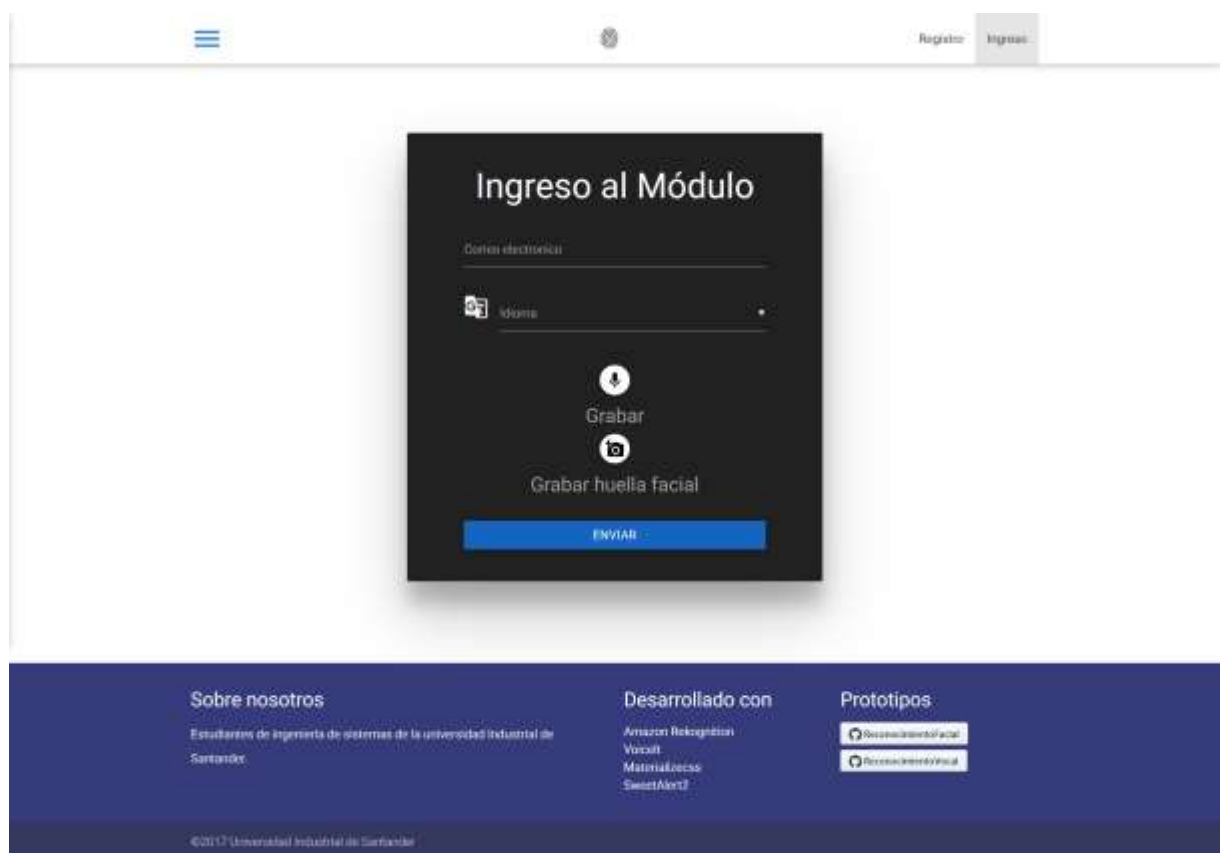 Registro Ingreso
Ingreso al Módulo
Correo electronico
Idioma
Grabar
Grabar huella facial
ENVIAR
Sobre nosotros
Estudiantes de ingeniería de sistemas de la universidad Industrial de
Santander.
Desarrollado con
Amazon Rekognition
VoiceIt
Materializecss
SweetAlert2
Prototipos
ReconocimientoFacial
ReconocimientoVocal
©2017 Universidad Industrial de Santander